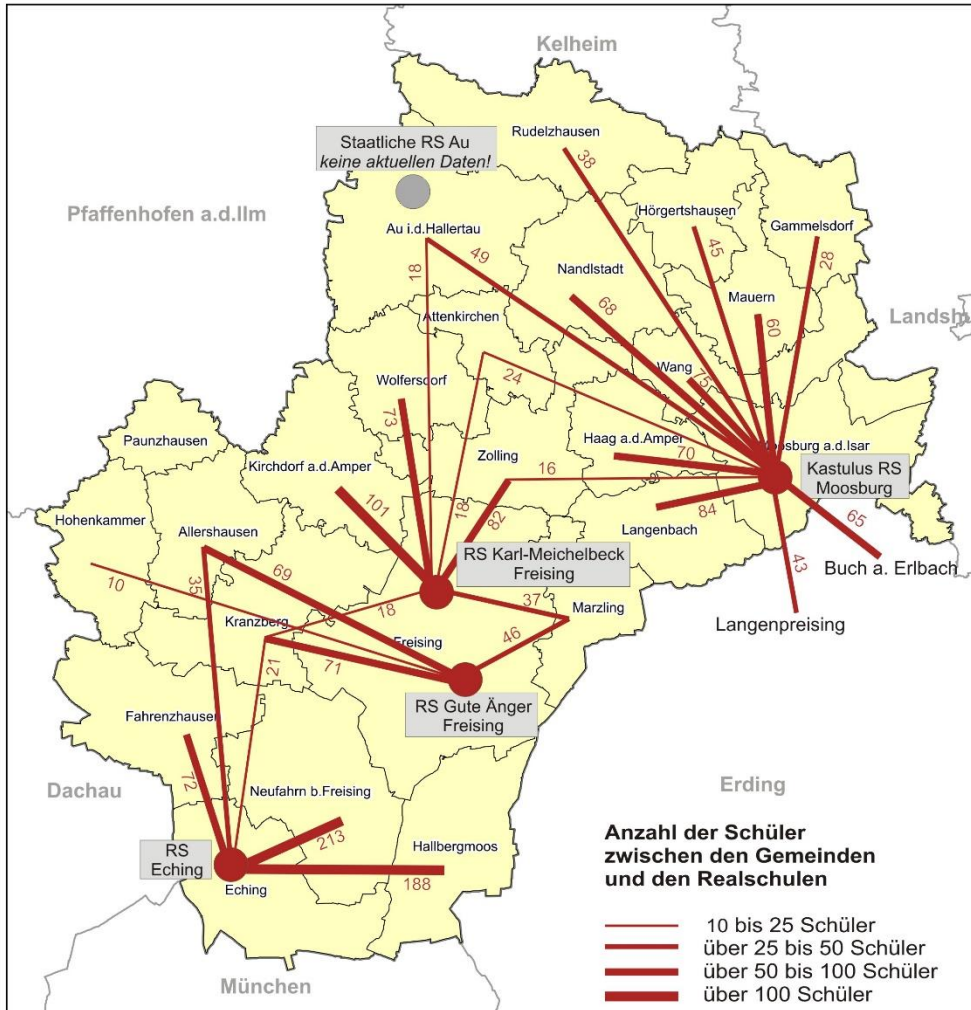 Kelheim
Rudelzhausen
Staatliche RS Au
keine aktuellen Daten!
38
Pfaffenhofen a.d.Ilm
Hörgertshausen
Gammelsdorf
Au i.d.Hallertau
49
18
45
28
Nandlstadt
68
Mauern
60
Landsh
Attenkirchen
Wang
75
24
Wolfersdorf
73
Paunzhausen
Haag a.d.Amper
70
Moosburg a.d.Isar
Kirchdorf a.d.Amper
Zolling
16
Kastulus RS
Moosburg
101
18
82
84
65
Hohenkammer
Allershausen
Langenbach
Buch a. Erlbach
RS Karl-Meichelbeck
Freising
43
10
35
69
37
Marzling
Langenpreising
18
Kranzberg
Freising
46
21
71
RS Gute Änger
Freising
Fahrenzhausen
72
Dachau
Neufahrn b.Freising
Erding
213
Hallbergmoos
RS
Eching
Eching
188
München
Anzahl der Schüler
zwischen den Gemeinden
und den Realschulen
10 bis 25 Schüler
über 25 bis 50 Schüler
über 50 bis 100 Schüler
über 100 Schüler